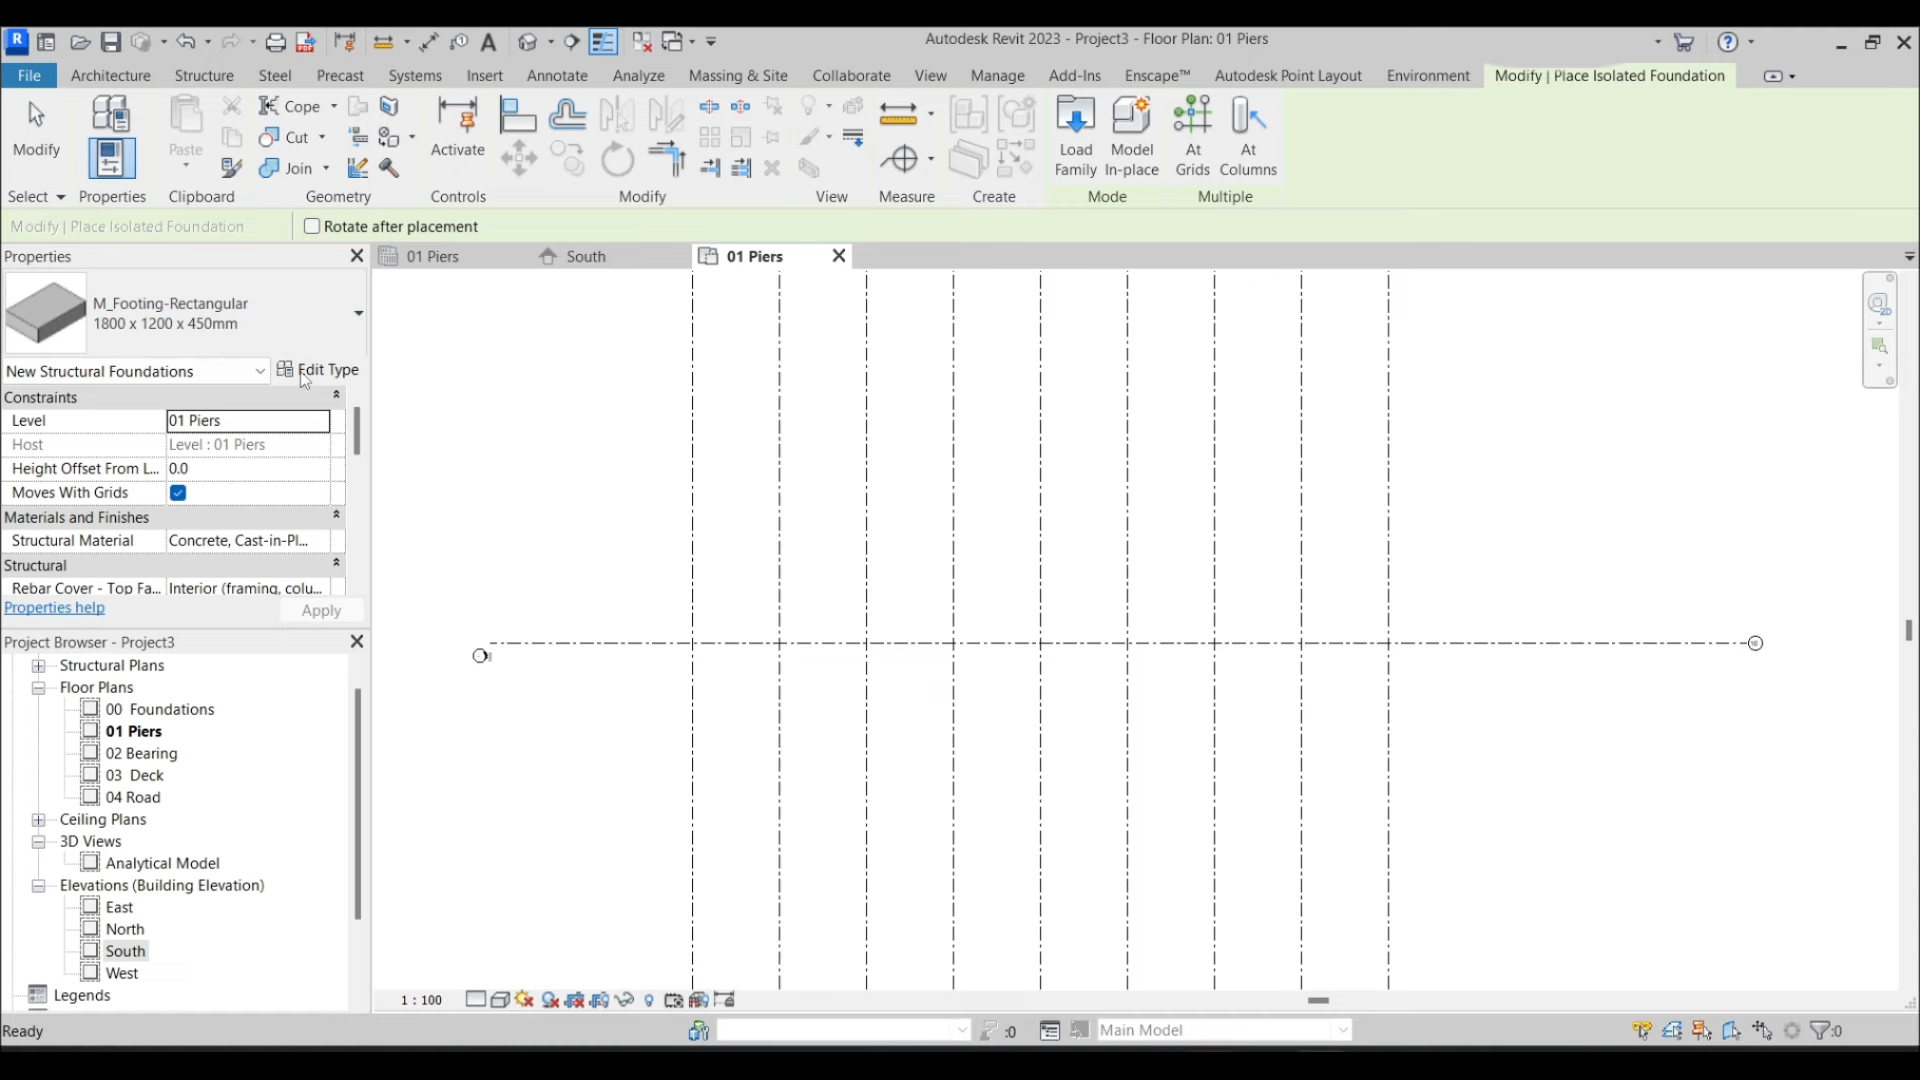 R
Autodesk Revit 2023 - Project3 - Floor Plan: 01 Piers
File Architecture Structure Steel Precast Systems Insert Annotate Analyze Massing & Site Collaborate View Manage Add-Ins Enscape™ Autodesk Point Layout Environment Modify | Place Isolated Foundation
Modify
Paste
Cope
Cut
Join
Activate
Load Family
Model In-place
At Grids
At Columns
Select Properties Clipboard Geometry Controls Modify View Measure Create Mode Multiple
Modify | Place Isolated Foundation Rotate after placement
Properties
01 Piers South 01 Piers
M_Footing-Rectangular
1800 x 1200 x 450mm
New Structural Foundations Edit Type
Constraints
Level 01 Piers
Host Level : 01 Piers
Height Offset From L... 0.0
Moves With Grids
Materials and Finishes
Structural Material Concrete, Cast-in-Pl...
Structural
Rebar Cover - Top Fa... Interior (framing, colu...
Properties help Apply
Project Browser - Project3
Structural Plans
Floor Plans
00 Foundations
01 Piers
02 Bearing
03 Deck
04 Road
Ceiling Plans
3D Views
Analytical Model
Elevations (Building Elevation)
East
North
South
West
Legends
2D
1 : 100
Ready
:0
Main Model
:0